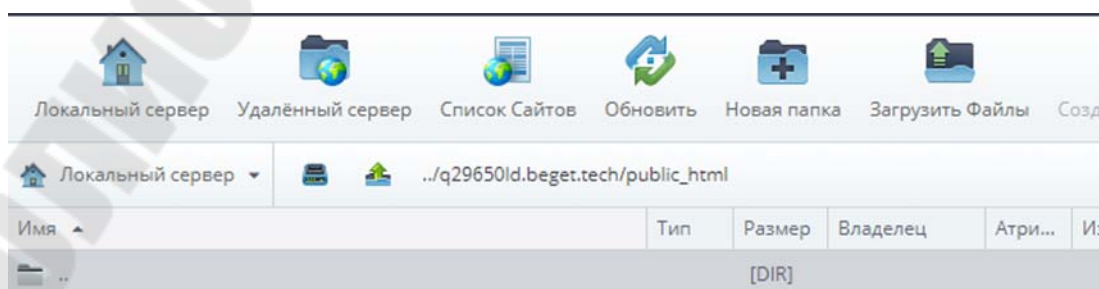 Локальный сервер Удалённый сервер Список Сайтов Обновить Новая папка Загрузить Файлы
Локальный сервер ../q29650ld.beget.tech/public_html
Имя Тип Размер Владелец Атри...
.. [DIR]